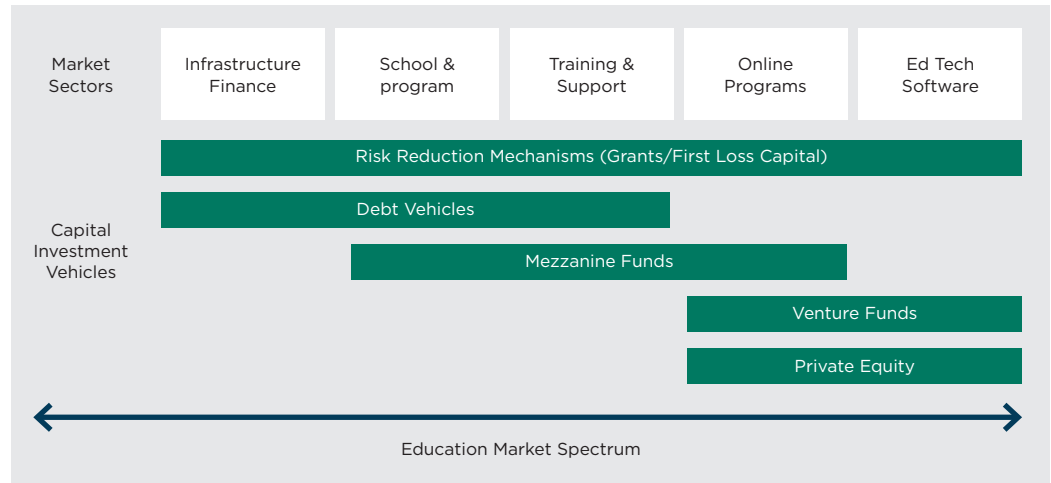 Market
Sectors
Infrastructure
Finance
School &
program
Training &
Support
Online
Programs
Ed Tech
Software
Risk Reduction Mechanisms (Grants/First Loss Capital)
Debt Vehicles
Capital
Investment
Vehicles
Mezzanine Funds
Venture Funds
Private Equity
Education Market Spectrum